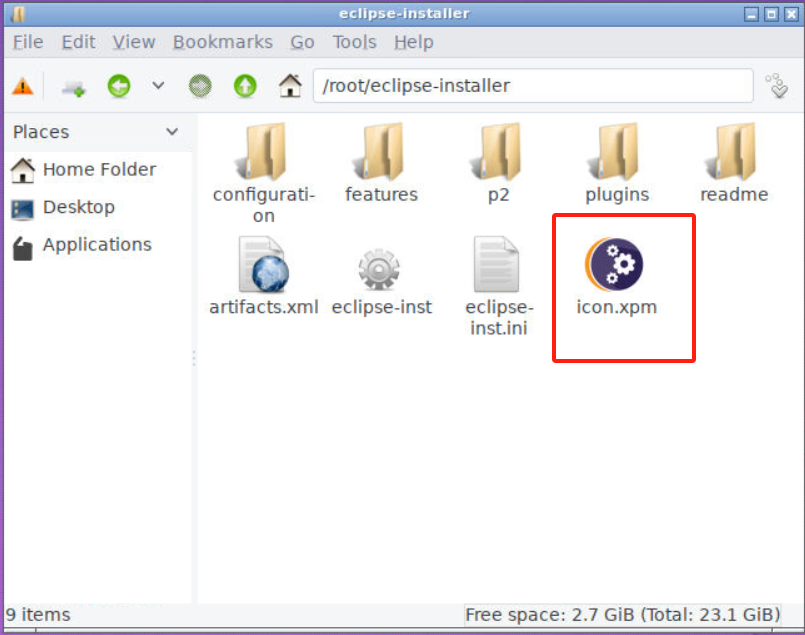 eclipse-installer
File Edit View Bookmarks Go Tools Help
/root/eclipse-installer
Places
Home Folder
Desktop
Applications
configurati-
on
features
p2
plugins
readme
artifacts.xml
eclipse-inst
eclipse-
inst.ini
icon.xpm
9 items
Free space: 2.7 GiB (Total: 23.1 GiB)